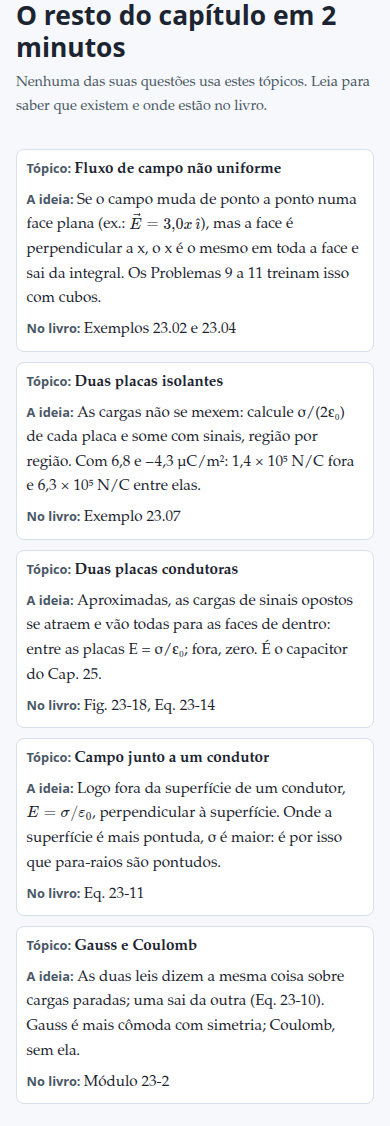 O resto do capítulo em 2
minutos
Nenhuma das suas questões usa estes tópicos. Leia para
saber que existem e onde estão no livro.
Tópico: Fluxo de campo não uniforme
A ideia: Se o campo muda de ponto a ponto numa
face plana (ex.: \vec{E} = 3,0x î), mas a face é
perpendicular a x, o x é o mesmo em toda a face e
sai da integral. Os Problemas 9 a 11 treinam isso
com cubos.
No livro: Exemplos 23.02 e 23.04
Tópico: Duas placas isolantes
A ideia: As cargas não se mexem: calcule σ/(2ε₀)
de cada placa e some com sinais, região por
região. Com 6,8 e −4,3 μC/m²: 1,4 × 10⁵ N/C fora
e 6,3 × 10⁵ N/C entre elas.
No livro: Exemplo 23.07
Tópico: Duas placas condutoras
A ideia: Aproximadas, as cargas de sinais opostos
se atraem e vão todas para as faces de dentro:
entre as placas E = σ/ε₀; fora, zero. É o capacitor
do Cap. 25.
No livro: Fig. 23-18, Eq. 23-14
Tópico: Campo junto a um condutor
A ideia: Logo fora da superfície de um condutor,
E = σ/ε₀, perpendicular à superfície. Onde a
superfície é mais pontuda, σ é maior: é por isso
que para-raios são pontudos.
No livro: Eq. 23-11
Tópico: Gauss e Coulomb
A ideia: As duas leis dizem a mesma coisa sobre
cargas paradas; uma sai da outra (Eq. 23-10).
Gauss é mais cômoda com simetria; Coulomb,
sem ela.
No livro: Módulo 23-2